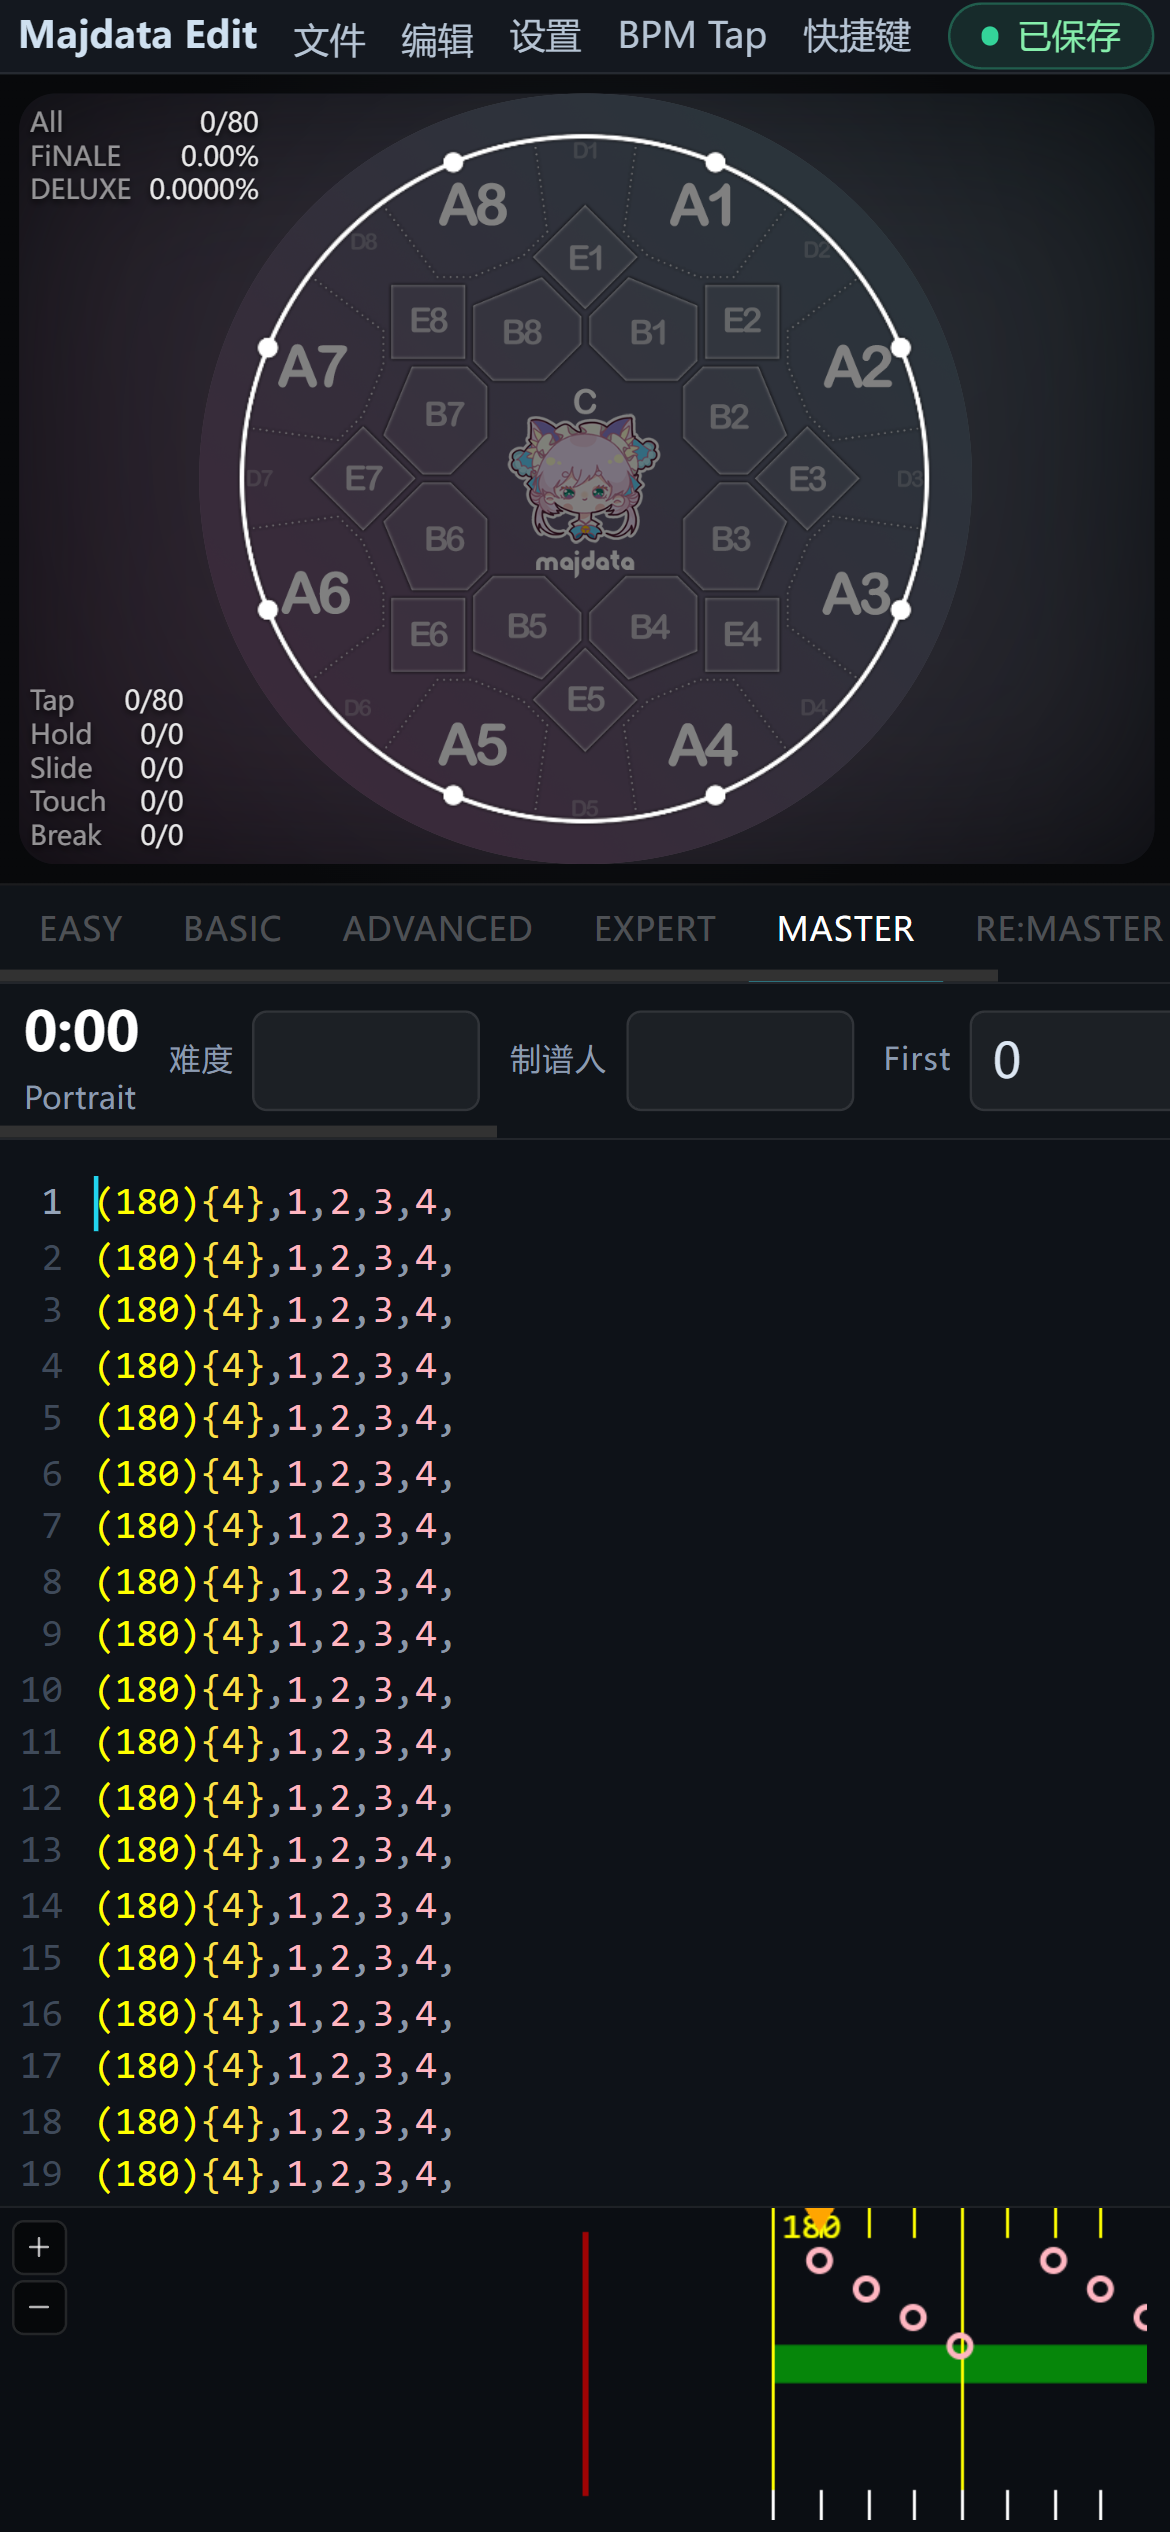 Majdata Edit 文件 编辑 设置 BPM Tap 快捷键 已保存
All 0/80
FiNALE 0.00%
DELUXE 0.0000%
D1
A8 A1
D8 D2
E1
E8 B8 B1 E2
A7 A2
C
B7 B2
D7 E7 E3 D3
B6 B3
majdata
A6 A3
E6 B5 B4 E4
E5
D6 D4
A5 A4
D5
Tap 0/80
Hold 0/0
Slide 0/0
Touch 0/0
Break 0/0
EASY BASIC ADVANCED EXPERT MASTER RE:MASTER
0:00 难度 制谱人 First 0
Portrait
1 (180){4},1,2,3,4,
2 (180){4},1,2,3,4,
3 (180){4},1,2,3,4,
4 (180){4},1,2,3,4,
5 (180){4},1,2,3,4,
6 (180){4},1,2,3,4,
7 (180){4},1,2,3,4,
8 (180){4},1,2,3,4,
9 (180){4},1,2,3,4,
10 (180){4},1,2,3,4,
11 (180){4},1,2,3,4,
12 (180){4},1,2,3,4,
13 (180){4},1,2,3,4,
14 (180){4},1,2,3,4,
15 (180){4},1,2,3,4,
16 (180){4},1,2,3,4,
17 (180){4},1,2,3,4,
18 (180){4},1,2,3,4,
19 (180){4},1,2,3,4,
+ 180
−